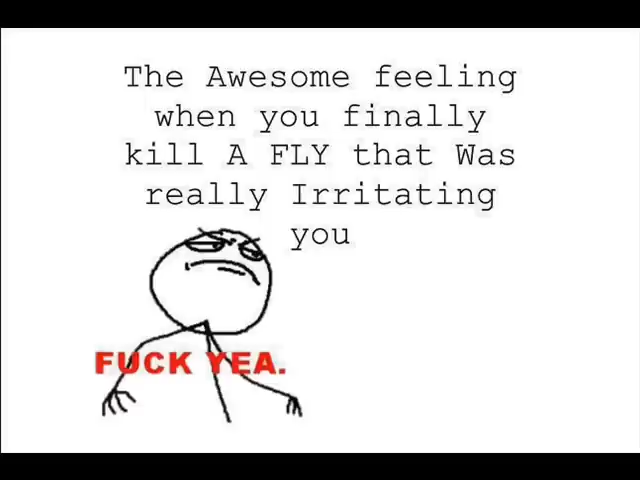 The Awesome feeling
when you finally
kill A FLY that Was
really Irritating
you
FUCK YEA.